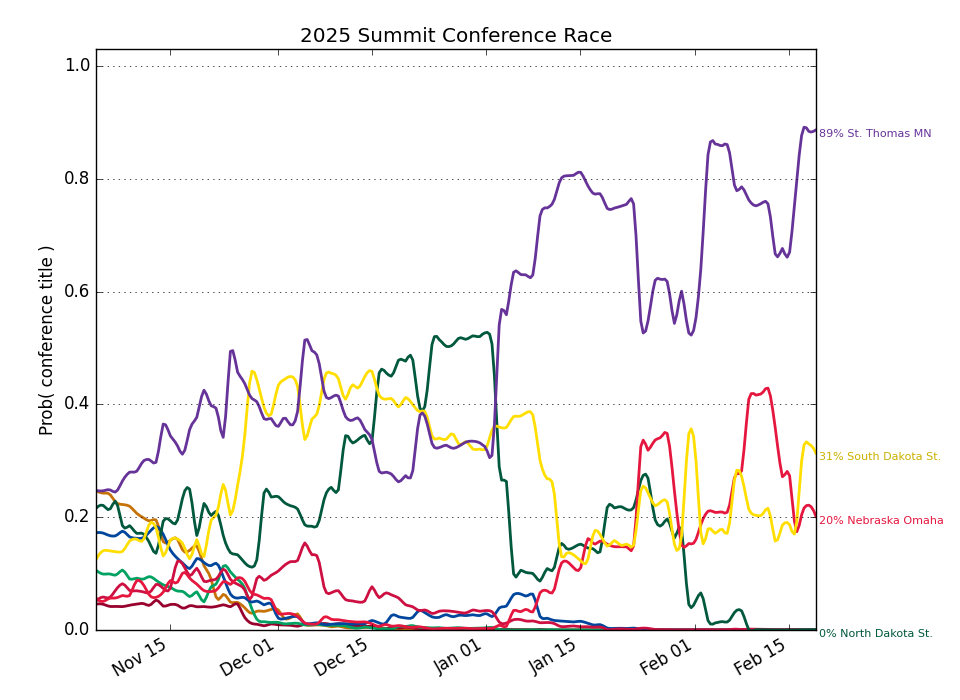 2025 Summit Conference Race
1.0
0.8
0.6
0.4
0.2
0.0
Prob( conference title )
89% St. Thomas MN
31% South Dakota St.
20% Nebraska Omaha
0% North Dakota St.
Nov 15
Dec 01
Dec 15
Jan 01
Jan 15
Feb 01
Feb 15